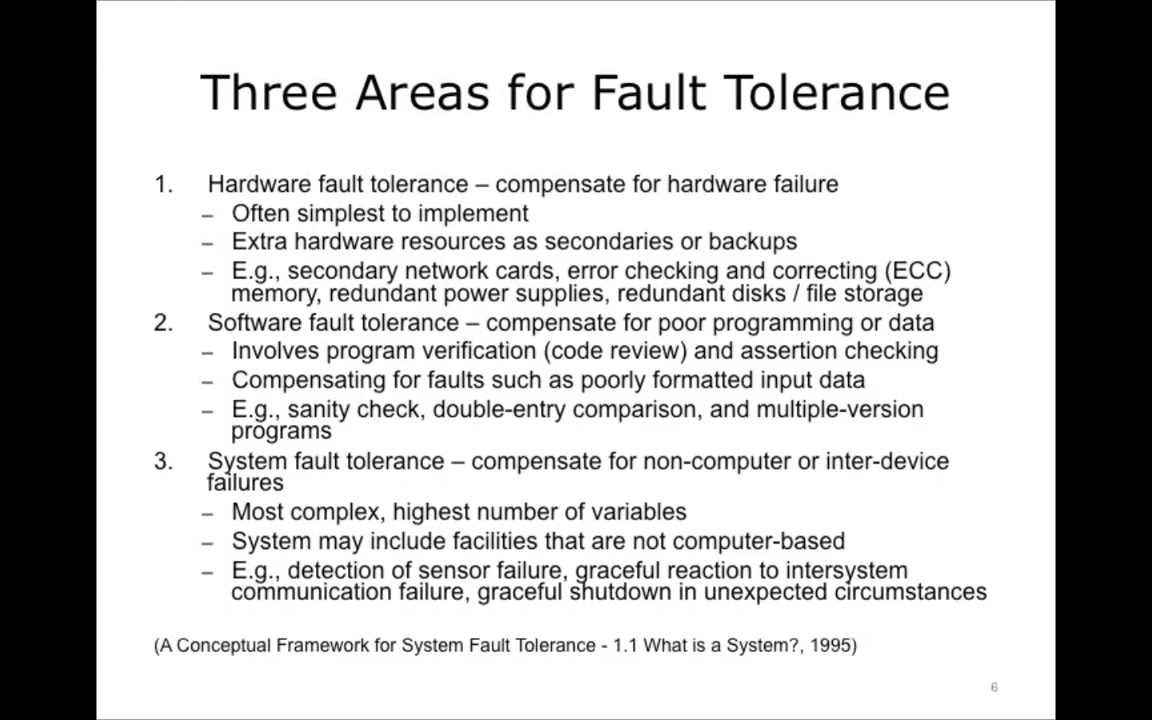 Three Areas for Fault Tolerance
1. Hardware fault tolerance – compensate for hardware failure
– Often simplest to implement
– Extra hardware resources as secondaries or backups
– E.g., secondary network cards, error checking and correcting (ECC)
memory, redundant power supplies, redundant disks / file storage
2. Software fault tolerance – compensate for poor programming or data
– Involves program verification (code review) and assertion checking
– Compensating for faults such as poorly formatted input data
– E.g., sanity check, double-entry comparison, and multiple-version
programs
3. System fault tolerance – compensate for non-computer or inter-device
failures
– Most complex, highest number of variables
– System may include facilities that are not computer-based
– E.g., detection of sensor failure, graceful reaction to intersystem
communication failure, graceful shutdown in unexpected circumstances
(A Conceptual Framework for System Fault Tolerance - 1.1 What is a System?, 1995)
6